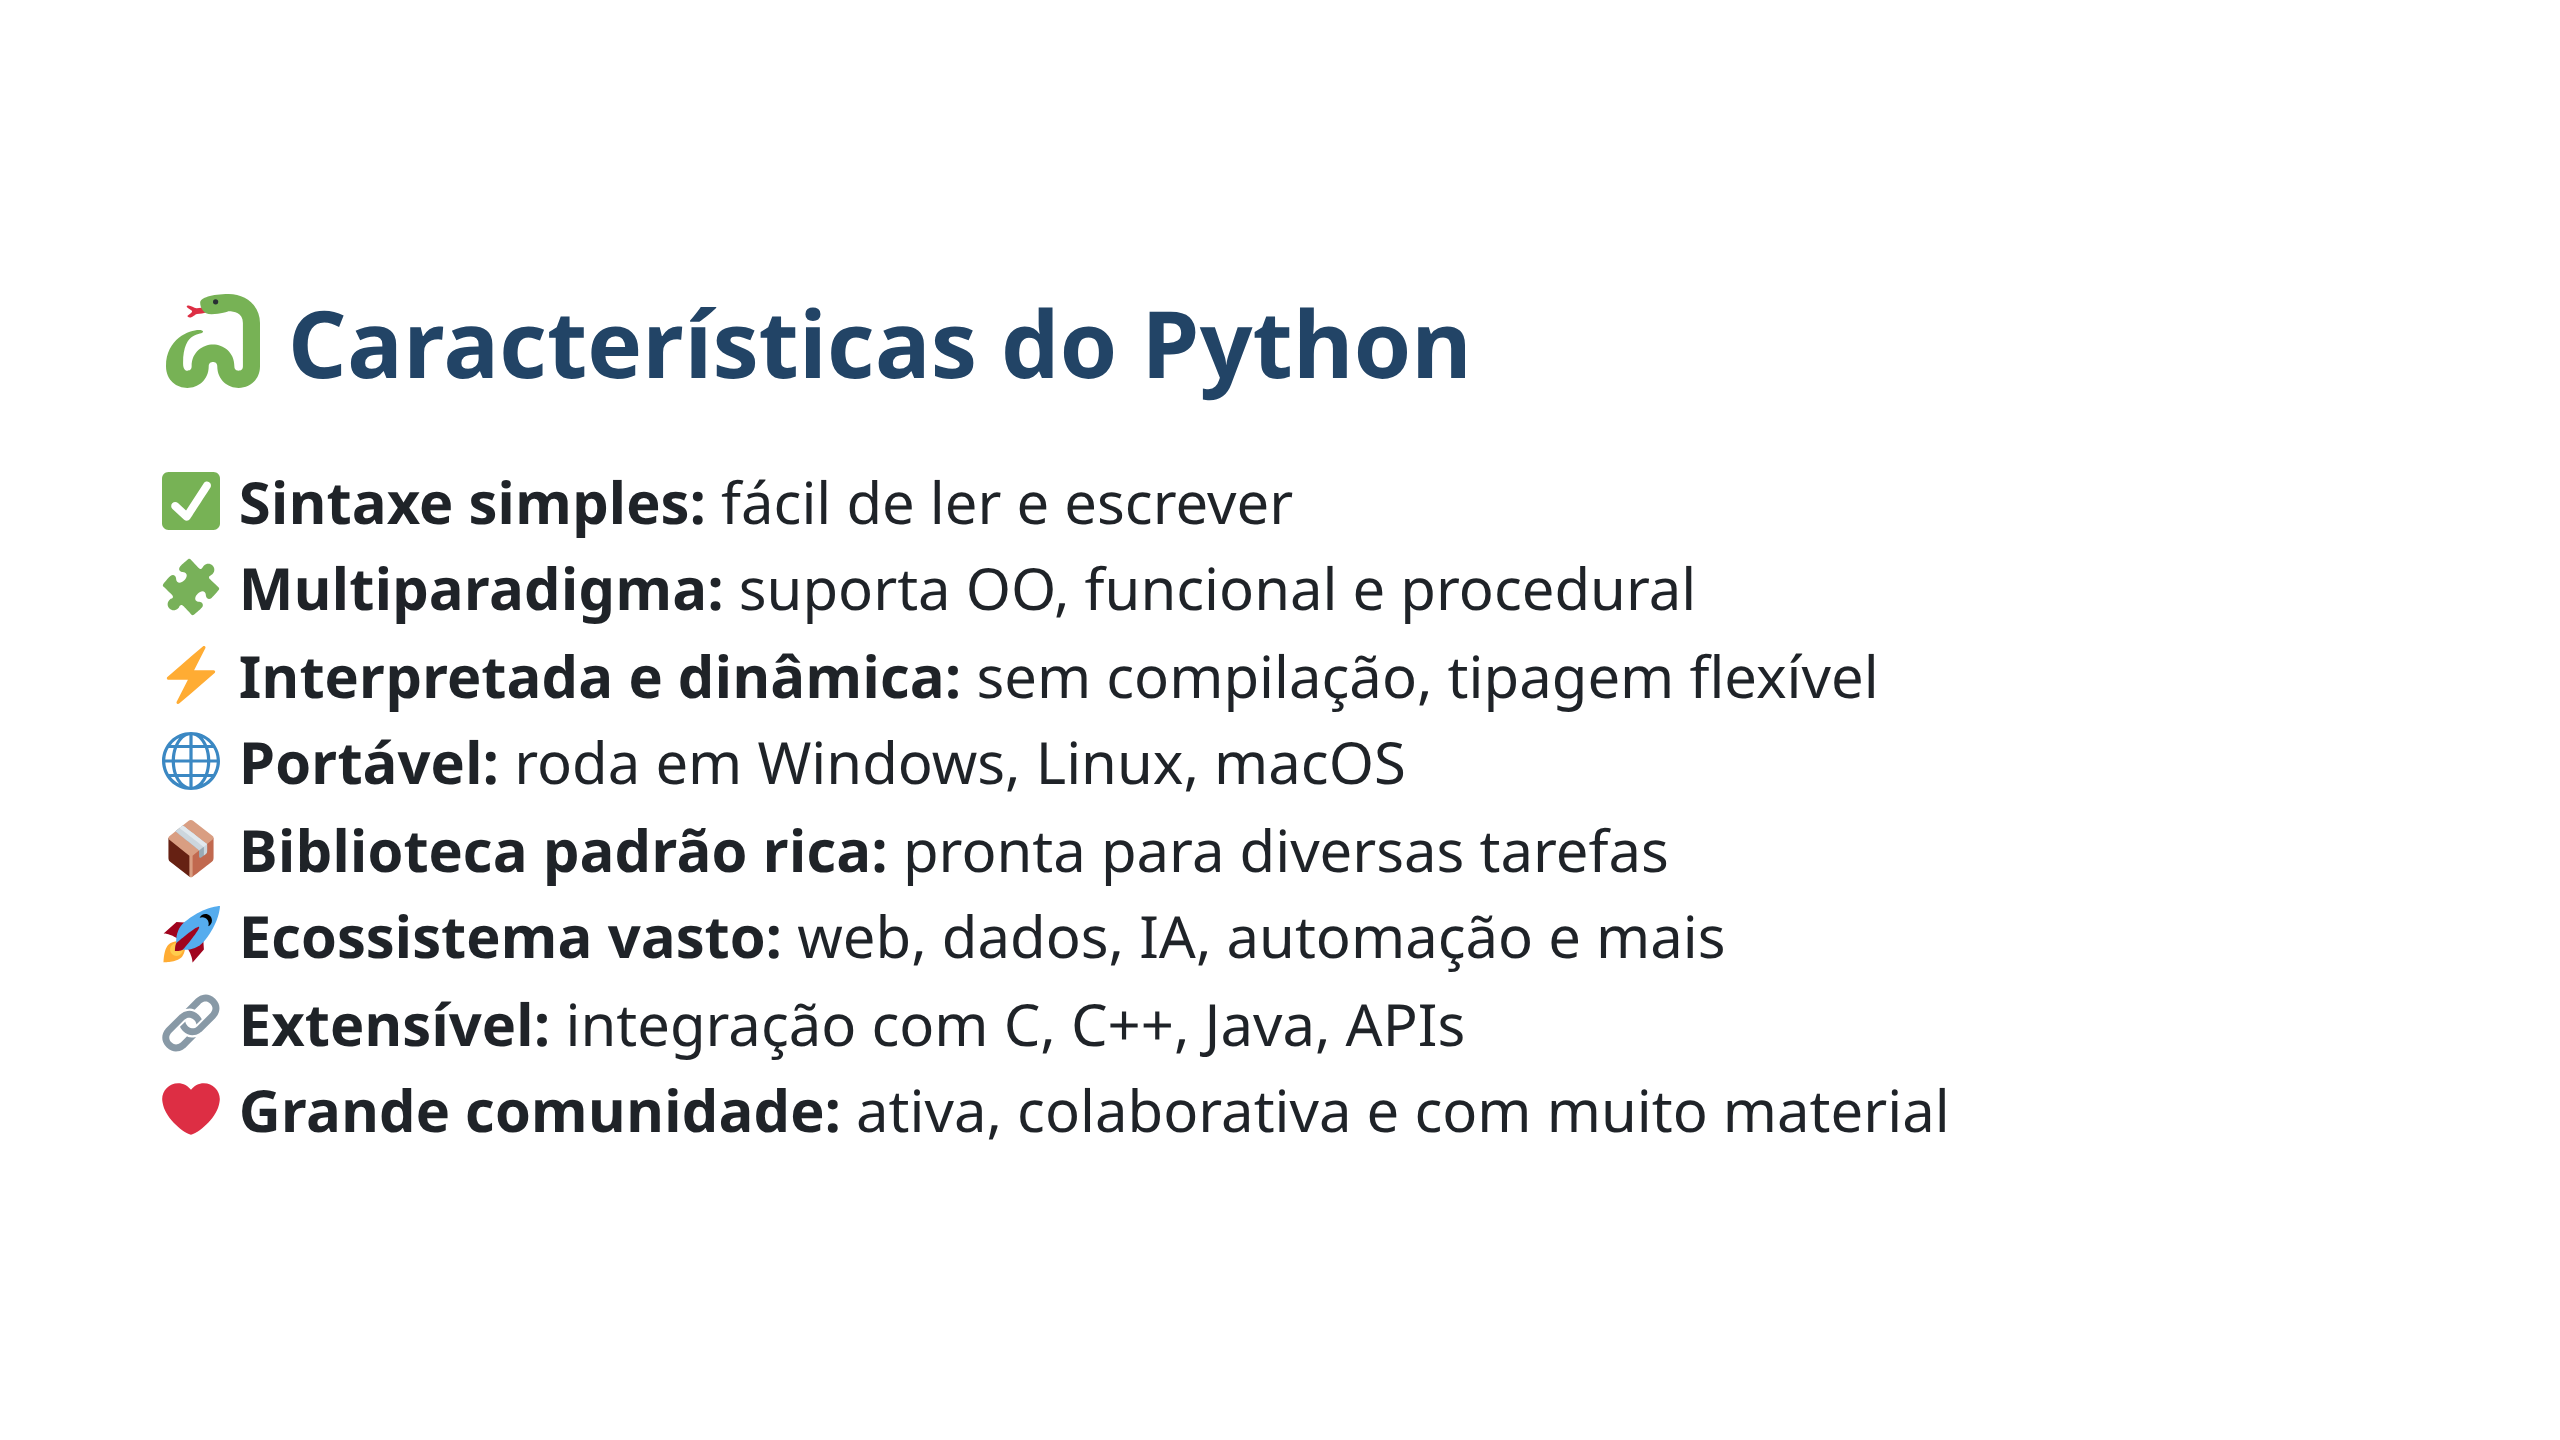 Características do Python
Sintaxe simples: fácil de ler e escrever
Multiparadigma: suporta OO, funcional e procedural
Interpretada e dinâmica: sem compilação, tipagem flexível
Portável: roda em Windows, Linux, macOS
Biblioteca padrão rica: pronta para diversas tarefas
Ecossistema vasto: web, dados, IA, automação e mais
Extensível: integração com C, C++, Java, APIs
Grande comunidade: ativa, colaborativa e com muito material